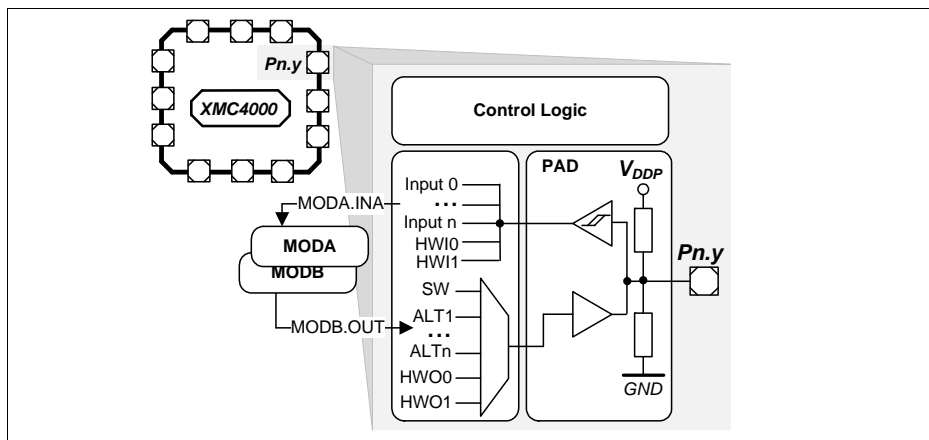 Pn.y
XMC4000
Control Logic
PAD
VDDP
Input 0
...
Input n
HWI0
HWI1
MODA.INA
MODA
MODB
MODB.OUT
SW
ALT1
...
ALTn
HWO0
HWO1
Pn.y
GND